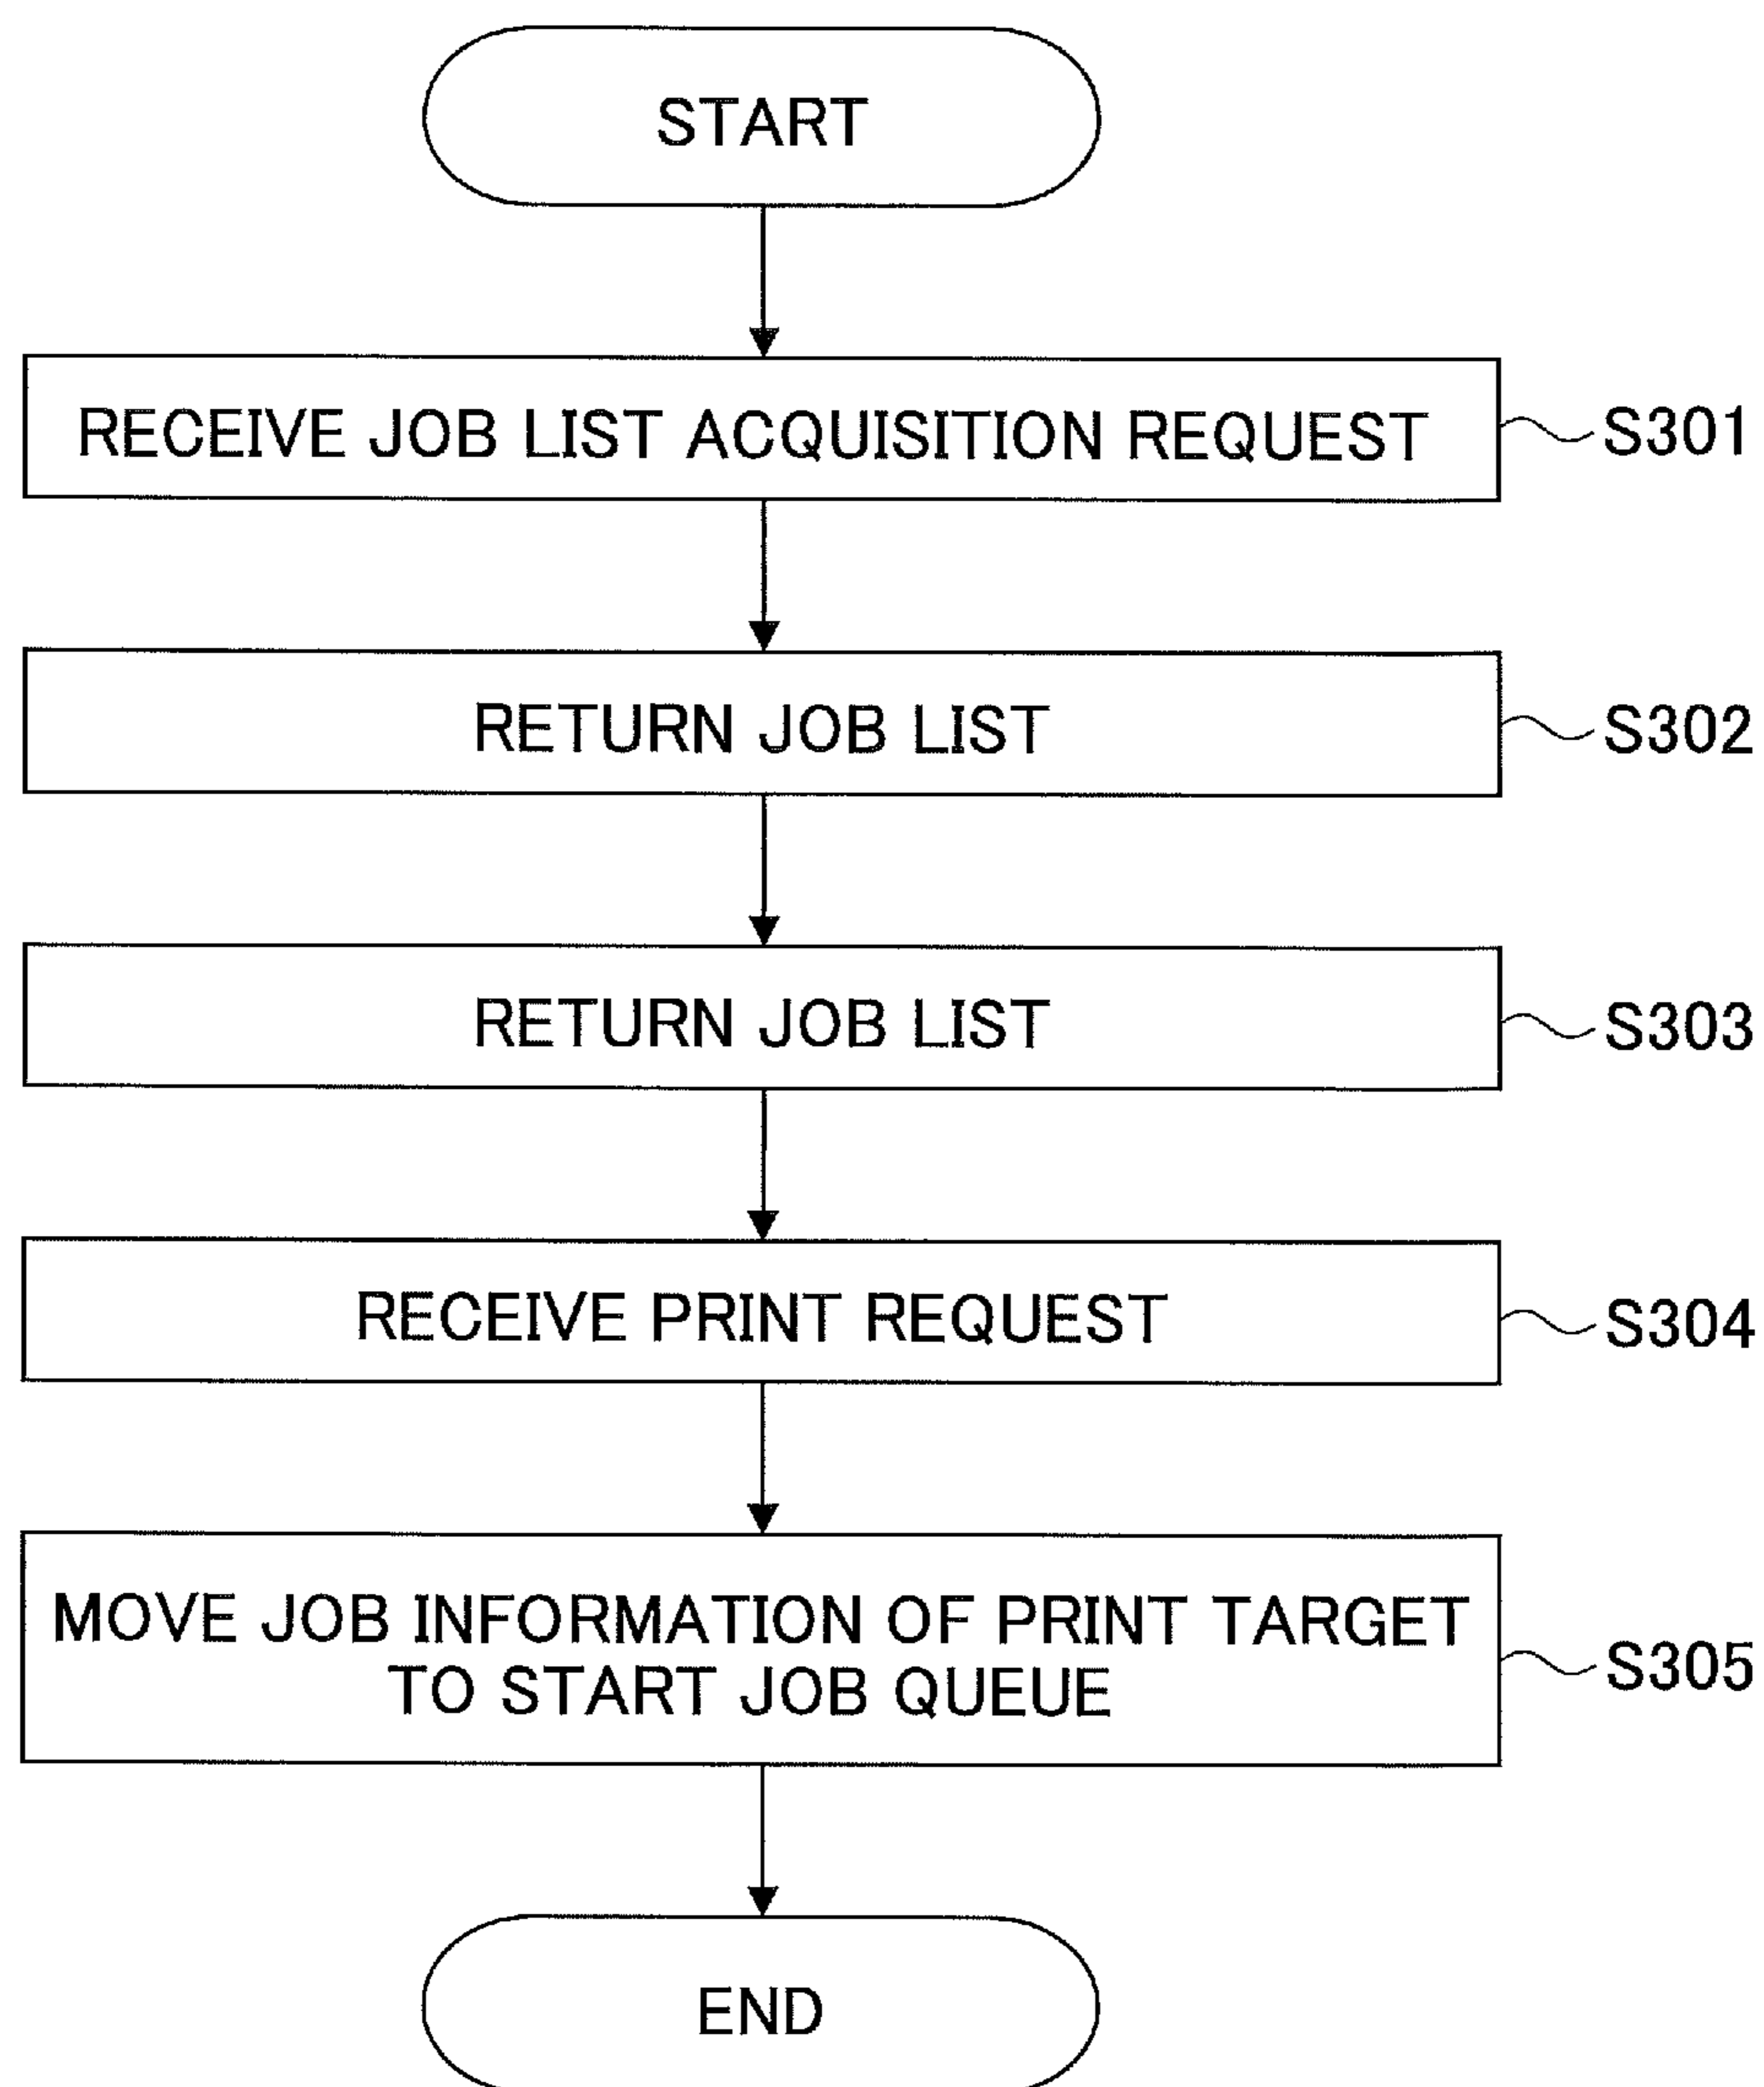 START
RECEIVE JOB LIST ACQUISITION REQUEST
S301
RETURN JOB LIST
S302
RETURN JOB LIST
S303
RECEIVE PRINT REQUEST
S304
MOVE JOB INFORMATION OF PRINT TARGET
TO START JOB QUEUE
S305
END